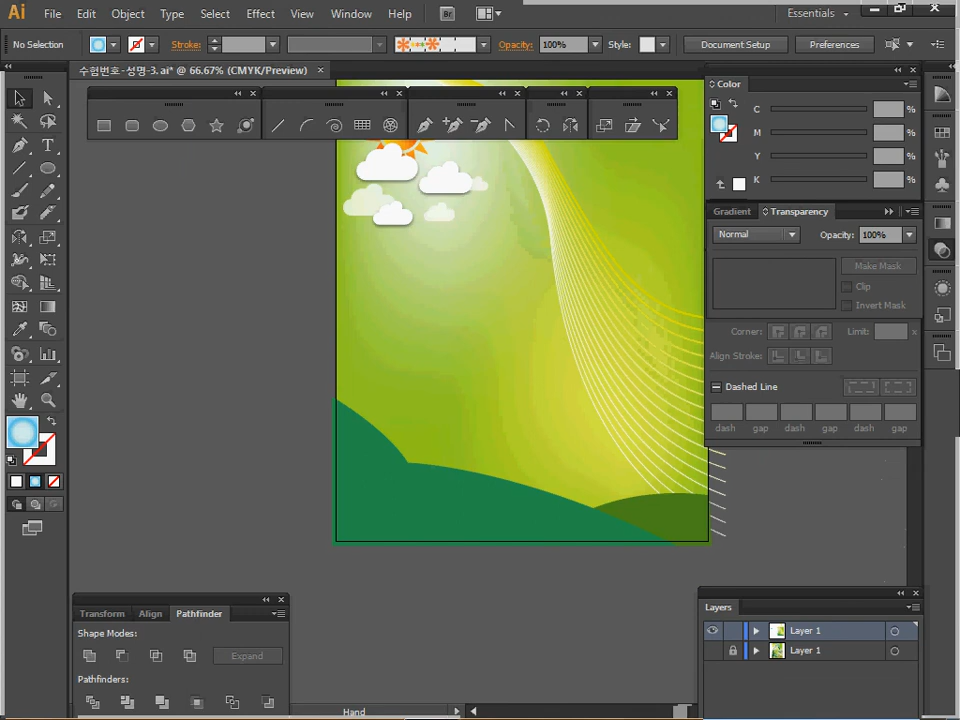 Ai File Edit Object Type Select Effect View Window Help Br Essentials
No Selection Stroke: Opacity: 100% Style: Document Setup Preferences
수험번호-성명-3.ai* @ 66.67% (CMYK/Preview) ×
Color
C %
M %
Y %
K %
Gradient Transparency
Normal Opacity: 100%
Make Mask
Clip
Invert Mask
Corner: Limit: x
Align Stroke:
Dashed Line
dash gap dash gap dash gap
Layers
Layer 1
Layer 1
Transform Align Pathfinder
Shape Modes:
Expand
Pathfinders:
Hand